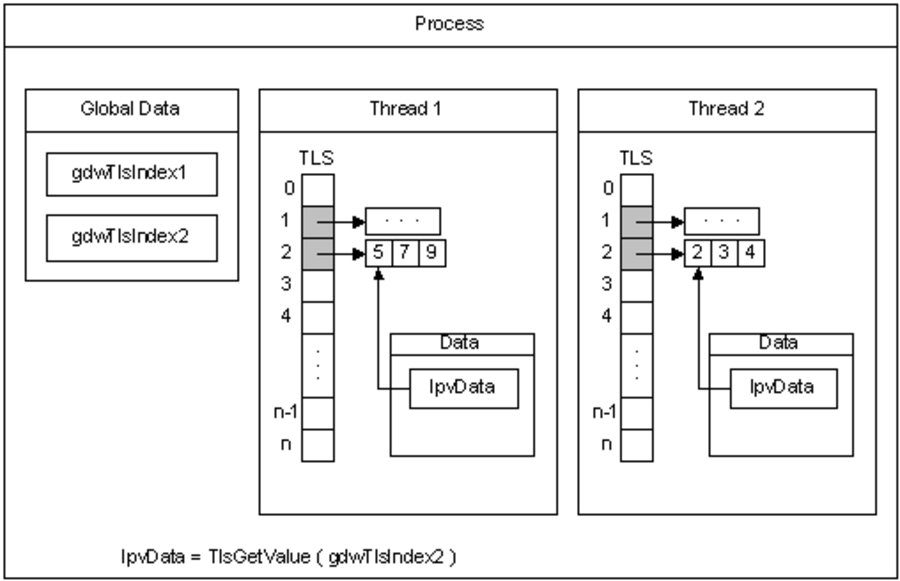 Process
Global Data
gdwTlsIndex1
gdwTlsIndex2
Thread 1
TLS
0
1
. . .
2
5 7 9
3
4
.
.
.
n-1
n
Data
lpvData
Thread 2
TLS
0
1
. . .
2
2 3 4
3
4
.
.
.
n-1
n
Data
lpvData
lpvData = TlsGetValue ( gdwTlsIndex2 )